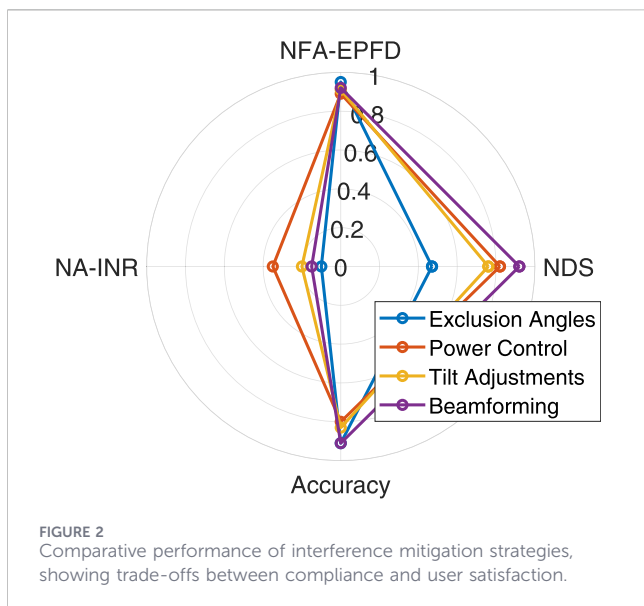 NFA-EPFD
1
0.8
0.6
0.4
0.2
0
NA-INR
NDS
Exclusion Angles
Power Control
Tilt Adjustments
Beamforming
Accuracy
FIGURE 2
Comparative performance of interference mitigation strategies,
showing trade-offs between compliance and user satisfaction.